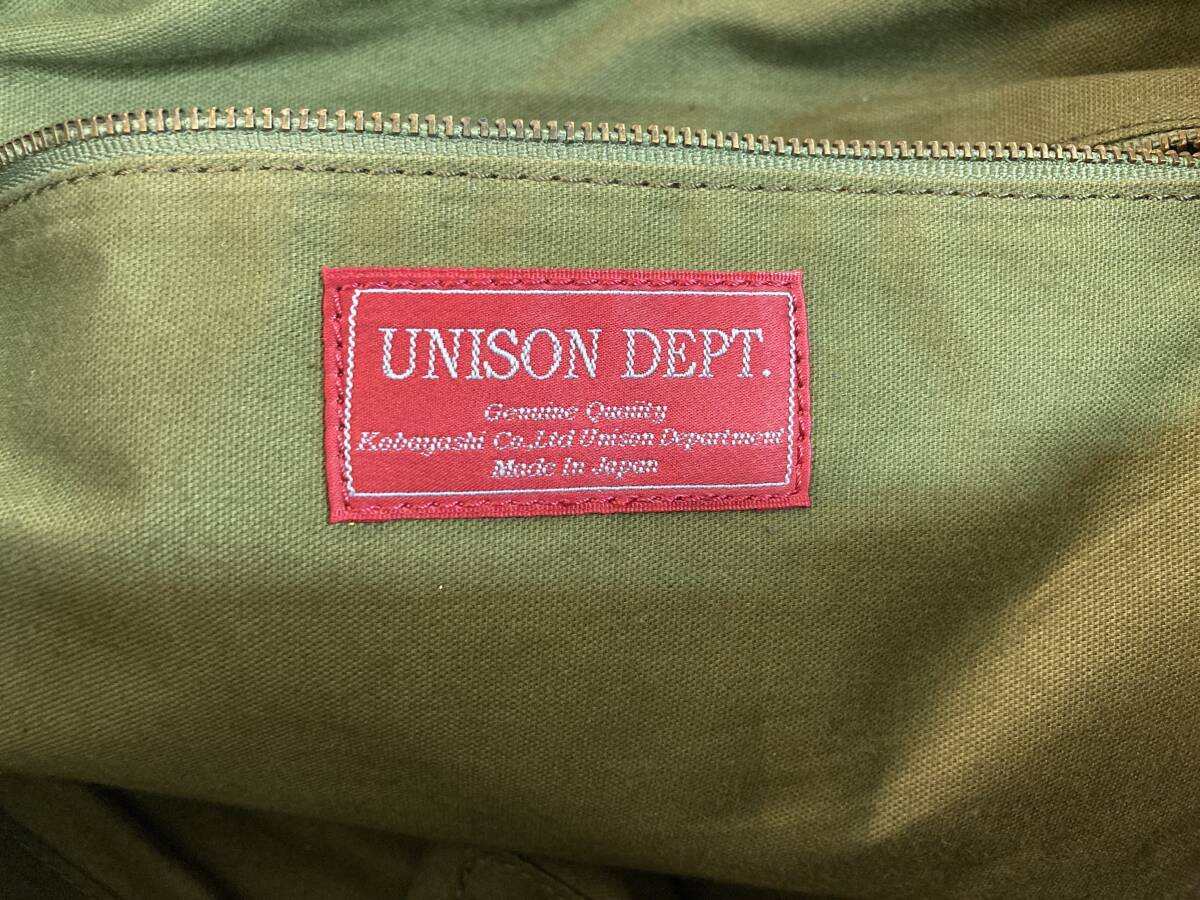 UNISON DEPT.
Genuine Quality
Kobayashi Co.,Ltd Unison Department
Made In Japan